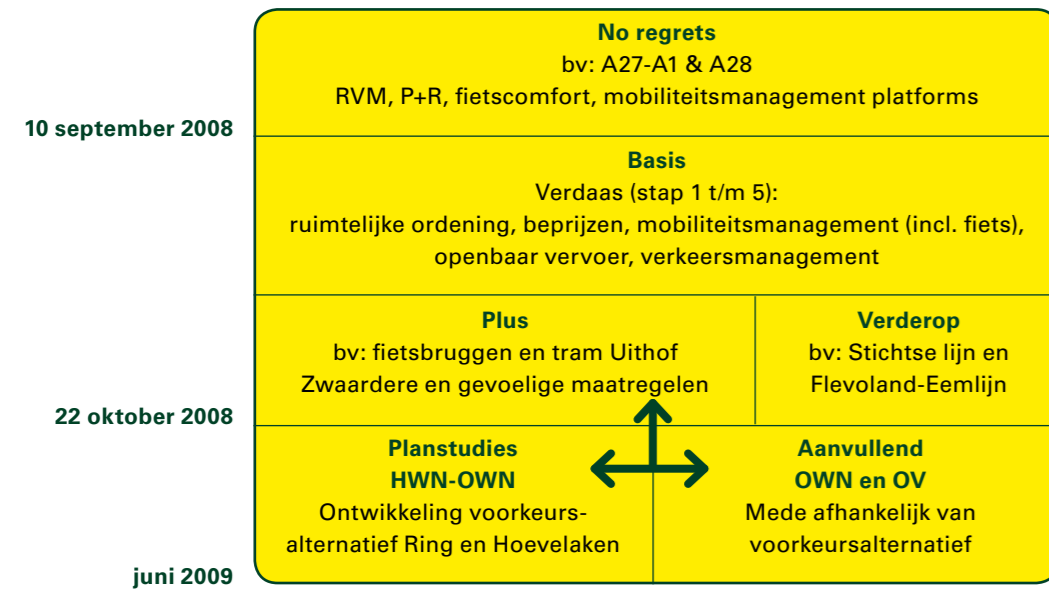 No regrets
bv: A27-A1 & A28
RVM, P+R, fietscomfort, mobiliteitsmanagement platforms
10 september 2008
Basis
Verdaas (stap 1 t/m 5):
ruimtelijke ordening, beprijzen, mobiliteitsmanagement (incl. fiets),
openbaar vervoer, verkeersmanagement
Plus
bv: fietsbruggen en tram Uithof
Zwaardere en gevoelige maatregelen
Verderop
bv: Stichtse lijn en
Flevoland-Eemlijn
22 oktober 2008
Planstudies
HWN-OWN
Ontwikkeling voorkeurs-
alternatief Ring en Hoevelaken
Aanvullend
OWN en OV
Mede afhankelijk van
voorkeursalternatief
juni 2009